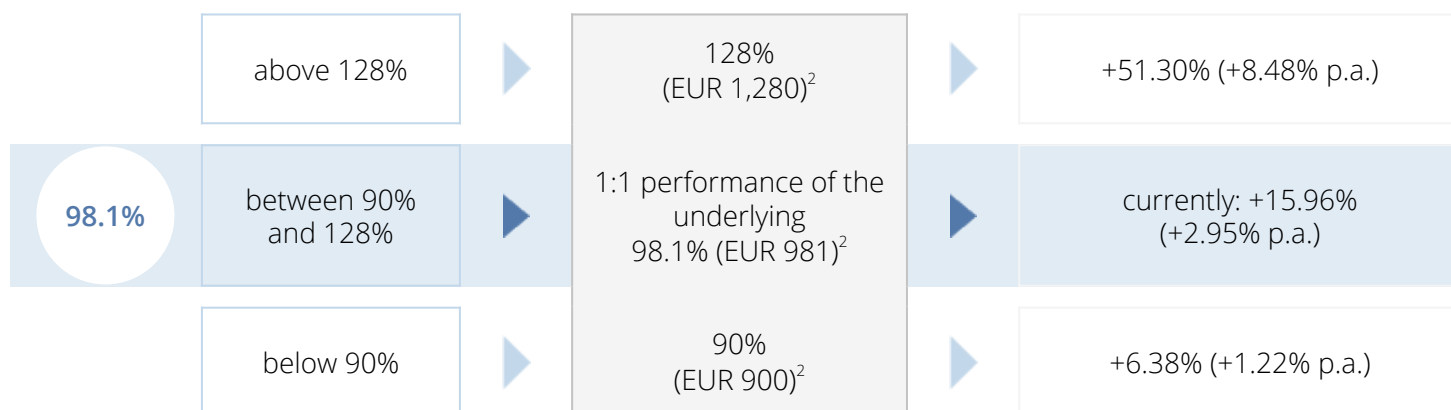 above 128%
128%
(EUR 1,280)2
+51.30% (+8.48% p.a.)
98.1%
between 90%
and 128%
1:1 performance of the
underlying
98.1% (EUR 981)2
currently: +15.96%
(+2.95% p.a.)
below 90%
90%
(EUR 900)2
+6.38% (+1.22% p.a.)